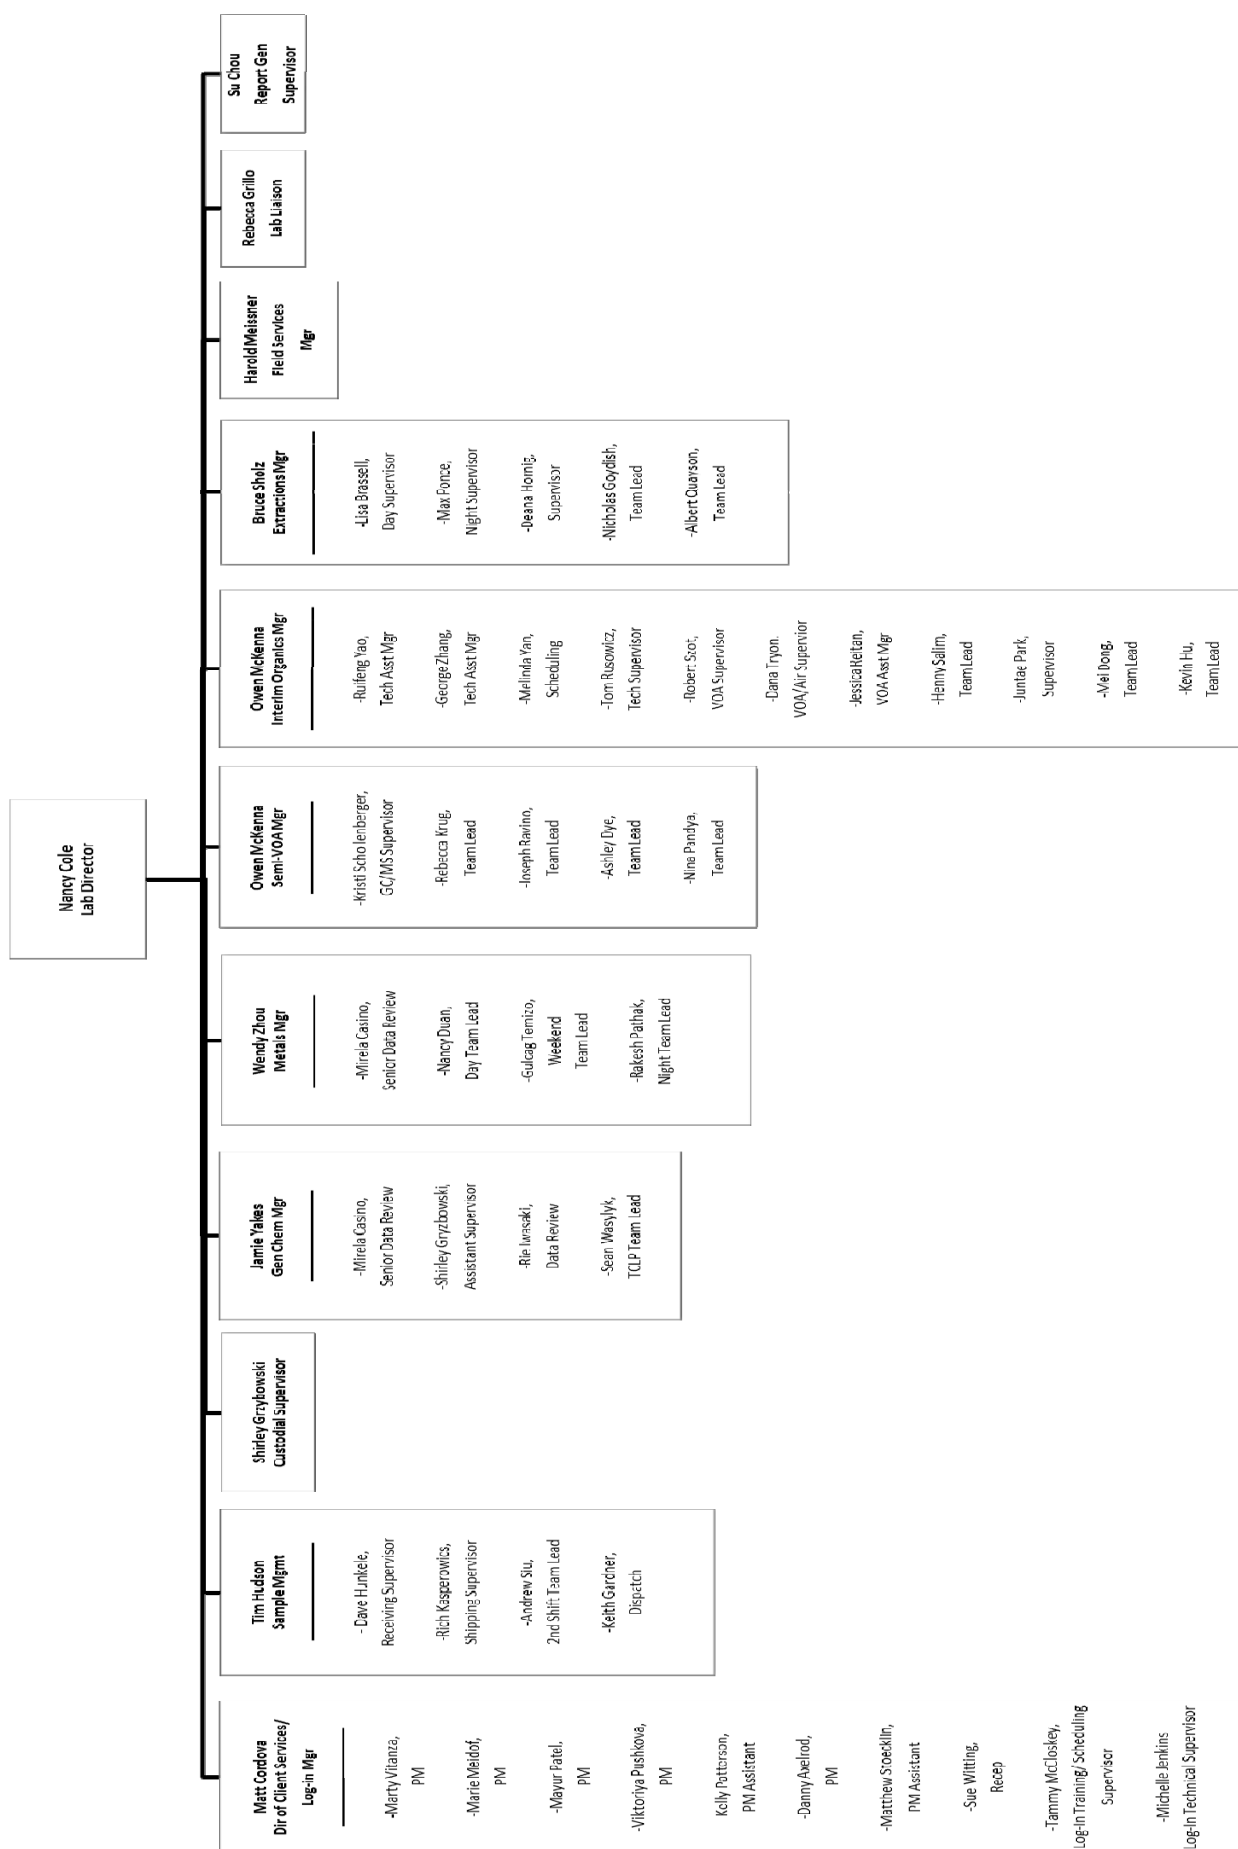 Nancy Cole
Lab Director
Matt Cordova
Dir of Client Services/
Log-in Mgr
-Marty Vitanza,
PM
-Marie Meidof,
PM
-Mayur Patel,
PM
-Viktoriya Pushkova,
PM
Kelly Patterson,
PM Assistant
-Danny Axelrod,
PM
-Matthew Stoecklin,
PM Assistant
-Sue Witting,
Recep
-Tammy McCloskey,
Log-In Training/ Scheduling
Supervisor
-Michelle Jenkins
Log-In Technical Supervisor
Tim Hudson
Sample Mgmt
- Dave Hunkele,
Receiving Supervisor
-Rich Kasperowics,
Shipping Supervisor
-Andrew Siu,
2nd Shift Team Lead
-Keith Gardner,
Dispatch
Shirley Grzybowski
Custodial Supervisor
Jamie Yakes
Gen Chem Mgr
-Mirela Casino,
Senior Data Review
-Shirley Gryzbowski,
Assistant Supervisor
-Rie Iwasaki,
Data Review
-Sean Wasylyk,
TCLP Team Lead
Wendy Zhou
Metals Mgr
-Mirela Casino,
Senior Data Review
-Nancy Duan,
Day Team Lead
-Gulcag Temizo,
Weekend
Team Lead
-Rakesh Pathak,
Night Team Lead
Owen McKenna
Semi-VOA Mgr
-Kristi Schollenberger,
GC/MS Supervisor
-Rebecca Krug,
Team Lead
-Joseph Ravino,
Team Lead
-Ashley Dye,
Team Lead
-Nina Pandya,
Team Lead
Owen McKenna
Interim Organics Mgr
-Ruifeng Yao,
Tech Asst Mgr
-George Zhang,
Tech Asst Mgr
-Melinda Yan,
Scheduling
-Tom Rusowicz,
Tech Supervisor
-Robert Szot,
VOA Supervisor
-Dana Tryon.
VOA/Air Supervior
-Jessica Reitan,
VOA Asst Mgr
-Henny Salim,
Team Lead
-Juntae Park,
Supervisor
-Mei Dong,
Team Lead
-Kevin Hu,
Team Lead
Bruce Sholz
Extractions Mgr
-Lisa Brassell,
Day Supervisor
-Max Ponce,
Night Supervisor
-Deana Hornig,
Supervisor
-Nicholas Goydish,
Team Lead
-Albert Quayson,
Team Lead
Harold Meissner
Field Services
Mgr
Rebecca Grillo
Lab Liaison
Su Chou
Report Gen
Supervisor